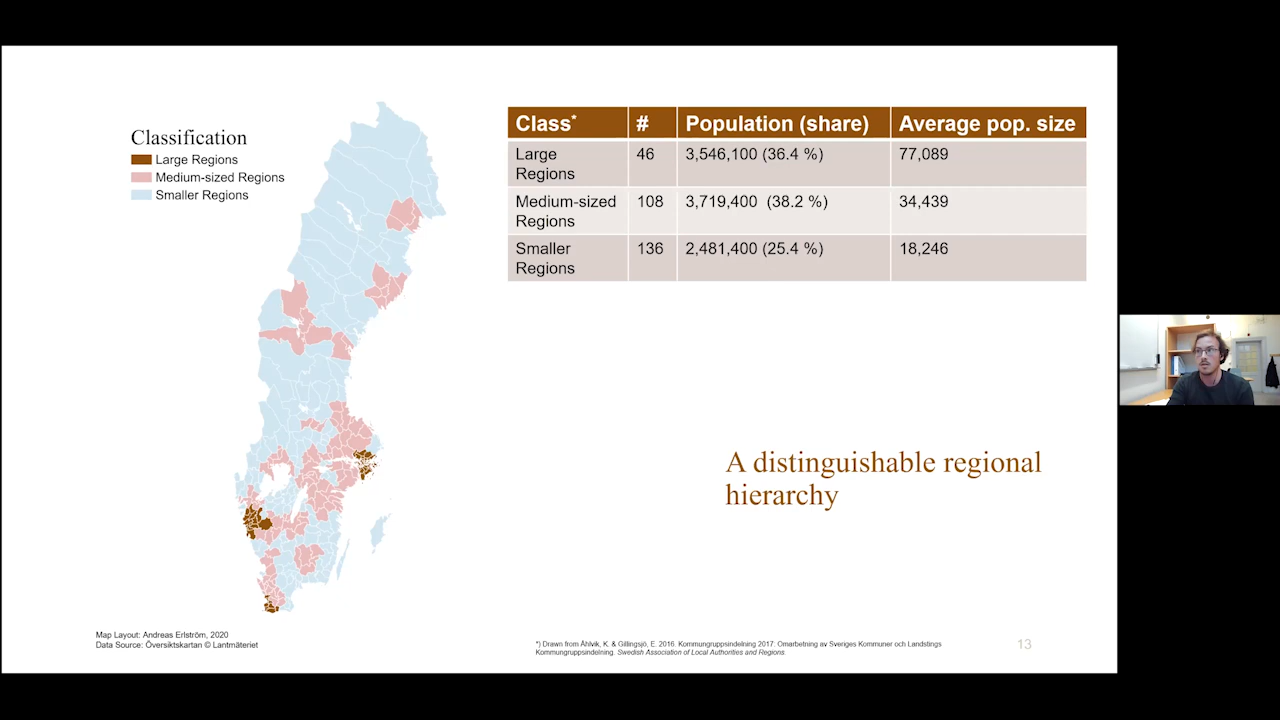 Classification
Large Regions
Medium-sized Regions
Smaller Regions
Class* # Population (share) Average pop. size
Large Regions 46 3,546,100 (36.4 %) 77,089
Medium-sized Regions 108 3,719,400 (38.2 %) 34,439
Smaller Regions 136 2,481,400 (25.4 %) 18,246
A distinguishable regional
hierarchy
Map Layout: Andreas Erlström, 2020
Data Source: Översiktskartan © Lantmäteriet
*) Drawn from Åhlvik, K. & Gillingsjö, E. 2016. Kommungruppsindelning 2017. Omarbetning av Sveriges Kommuner och Landstings
Kommungruppsindelning. Swedish Association of Local Authorities and Regions
13